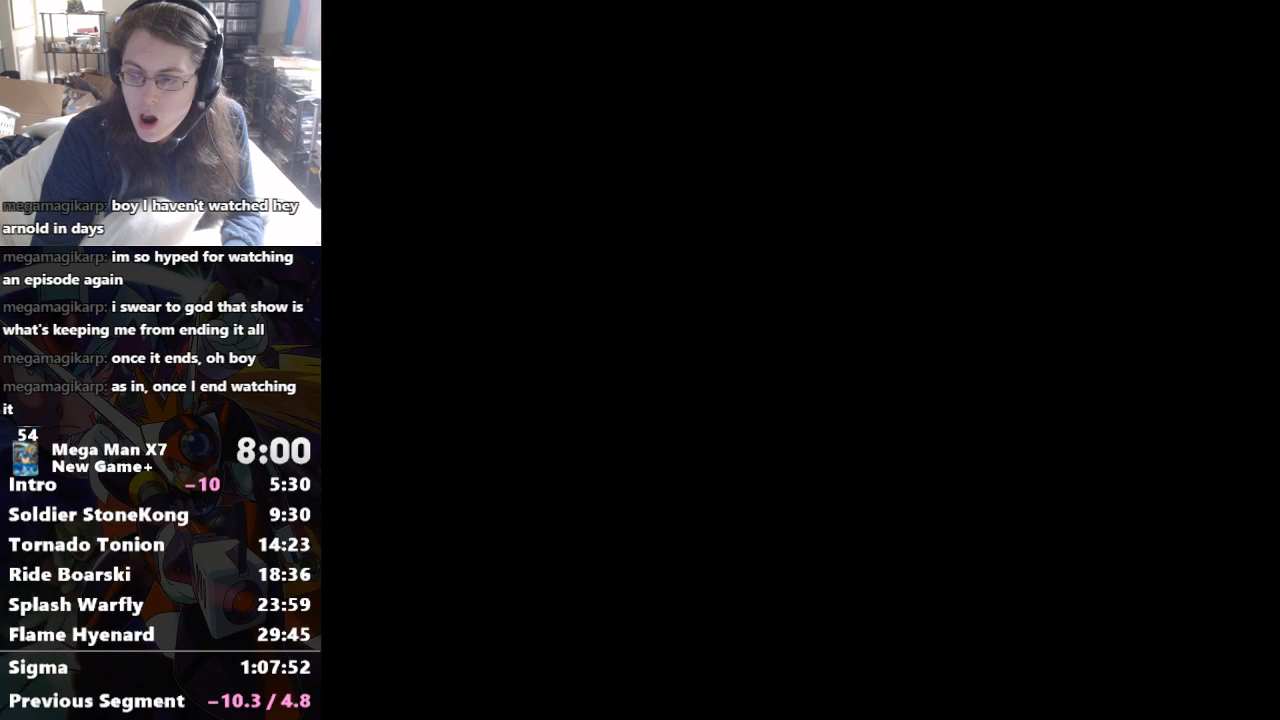 megamagikarp: boy I haven't watched hey
arnold in days
megamagikarp: im so hyped for watching
an episode again
megamagikarp: i swear to god that show is
what's keeping me from ending it all
megamagikarp: once it ends, oh boy
megamagikarp: as in, once I end watching
it
54
Mega Man X7
New Game+
8:00
Intro -10 5:30
Soldier StoneKong 9:30
Tornado Tonion 14:23
Ride Boarski 18:36
Splash Warfly 23:59
Flame Hyenard 29:45
Sigma 1:07:52
Previous Segment -10.3 / 4.8